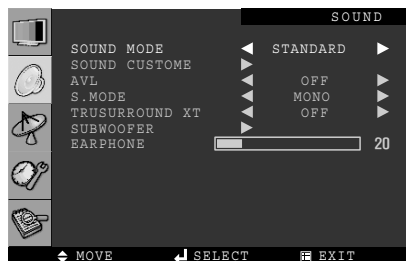 SOUND
SOUND MODE STANDARD
SOUND CUSTOME
AVL OFF
S.MODE MONO
TRUSURROUND XT OFF
SUBWOOFER
EARPHONE 20
MOVE SELECT EXIT